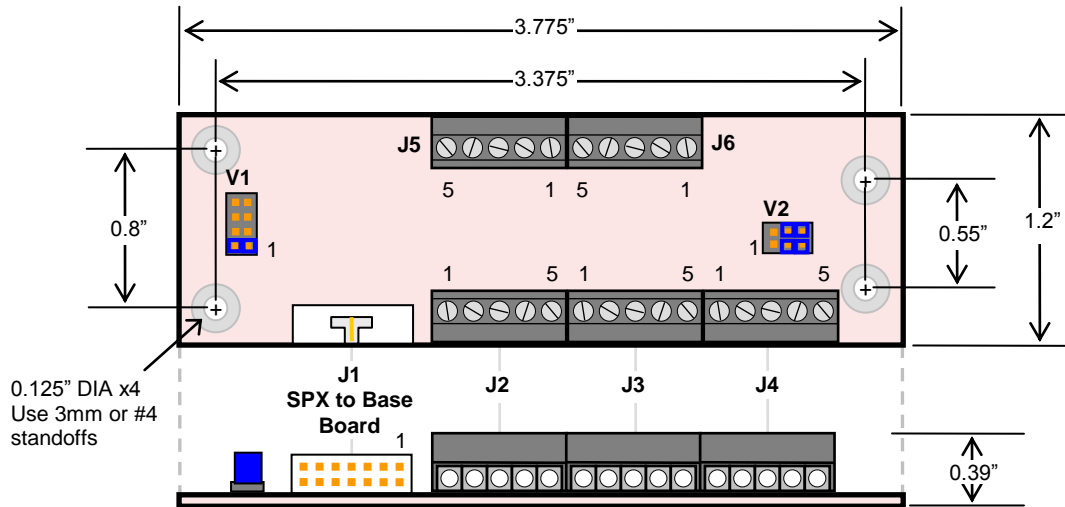 3.775”
3.375”
J5
J6
V1
5 1 5 1
V2
0.8”
1
1
0.55”
1.2”
1 5 1 5 1 5
0.125” DIA x4
Use 3mm or #4
standoffs
J1
SPX to Base
Board
1
J2
J3
J4
0.39”